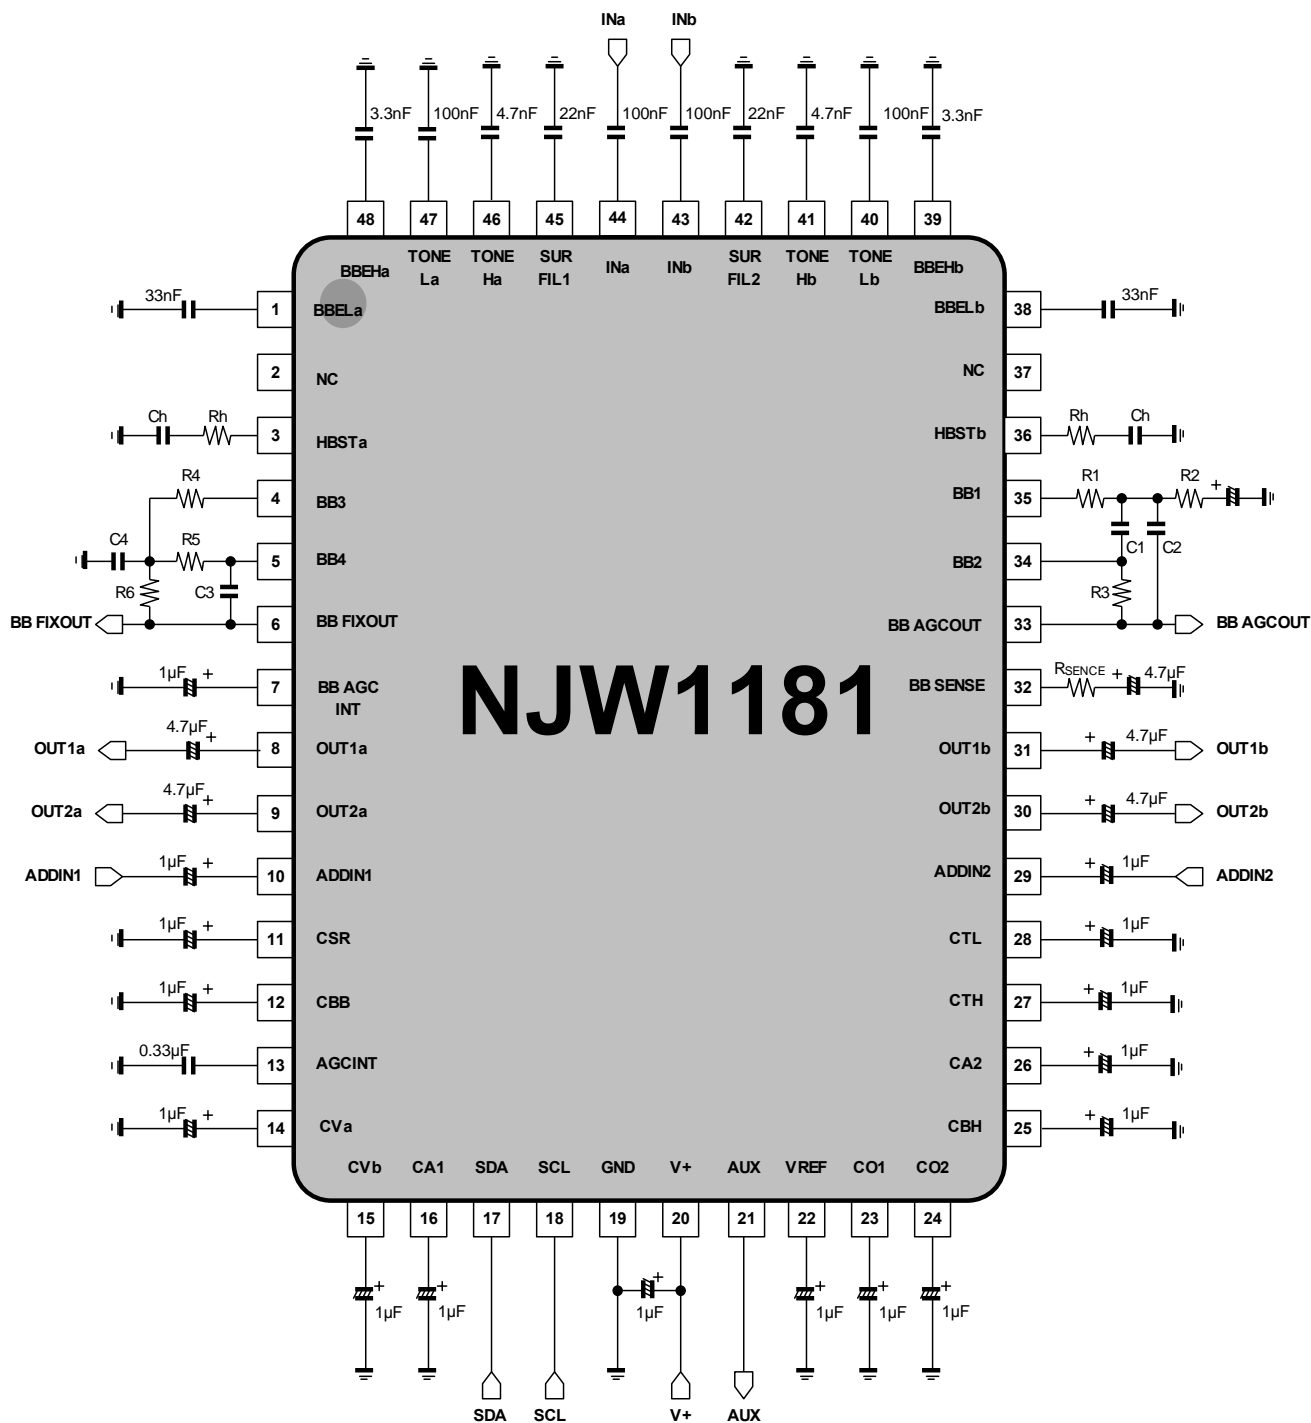 INa INb
3.3nF 100nF 4.7nF 22nF 100nF 100nF 22nF 4.7nF 100nF 3.3nF
48 47 46 45 44 43 42 41 40 39
BBEHa TONE La TONE Ha SUR FIL1 INa INb SUR FIL2 TONE Hb TONE Lb BBEHb
33nF 1 BBELa BBELb 38 33nF
2 NC NC 37
Ch Rh 3 HBSTa HBSTb 36 Rh Ch
R4 4 BB3 BB1 35 R1 R2 +
C4 R5 5 BB4 BB2 34 C1 C2
R6 C3 R3
BB FIXOUT 6 BB FIXOUT BB AGCOUT 33 BB AGCOUT
1µF + 7 BB AGC INT BB SENSE 32 RSENCE + 4.7µF
NJW1181
OUT1a 4.7µF + 8 OUT1a OUT1b 31 + 4.7µF OUT1b
OUT2a 4.7µF + 9 OUT2a OUT2b 30 + 4.7µF OUT2b
ADDIN1 1µF + 10 ADDIN1 ADDIN2 29 + 1µF ADDIN2
1µF + 11 CSR CTL 28 + 1µF
1µF + 12 CBB CTH 27 + 1µF
0.33µF 13 AGCINT CA2 26 + 1µF
1µF + 14 CVa CBH 25 + 1µF
CVb CA1 SDA SCL GND V+ AUX VREF CO1 CO2
15 16 17 18 19 20 21 22 23 24
+ + + + + +
1µF 1µF 1µF 1µF 1µF 1µF
SDA SCL V+ AUX